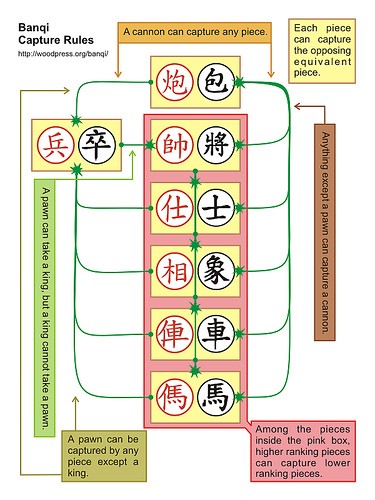 Banqi
Capture Rules
http://woodpress.org/banqi/
A cannon can capture any piece.
Each piece
can capture
the opposing
equivalent
piece.
炮 包
兵 卒
帥 將
仕 士
相 象
俥 車
傌 馬
Anything except a pawn can capture a cannon.
A pawn can take a king, but a king cannot take a pawn.
A pawn can be
captured by any
piece except a
king.
Among the pieces
inside the pink box,
higher ranking pieces
can capture lower
ranking pieces.